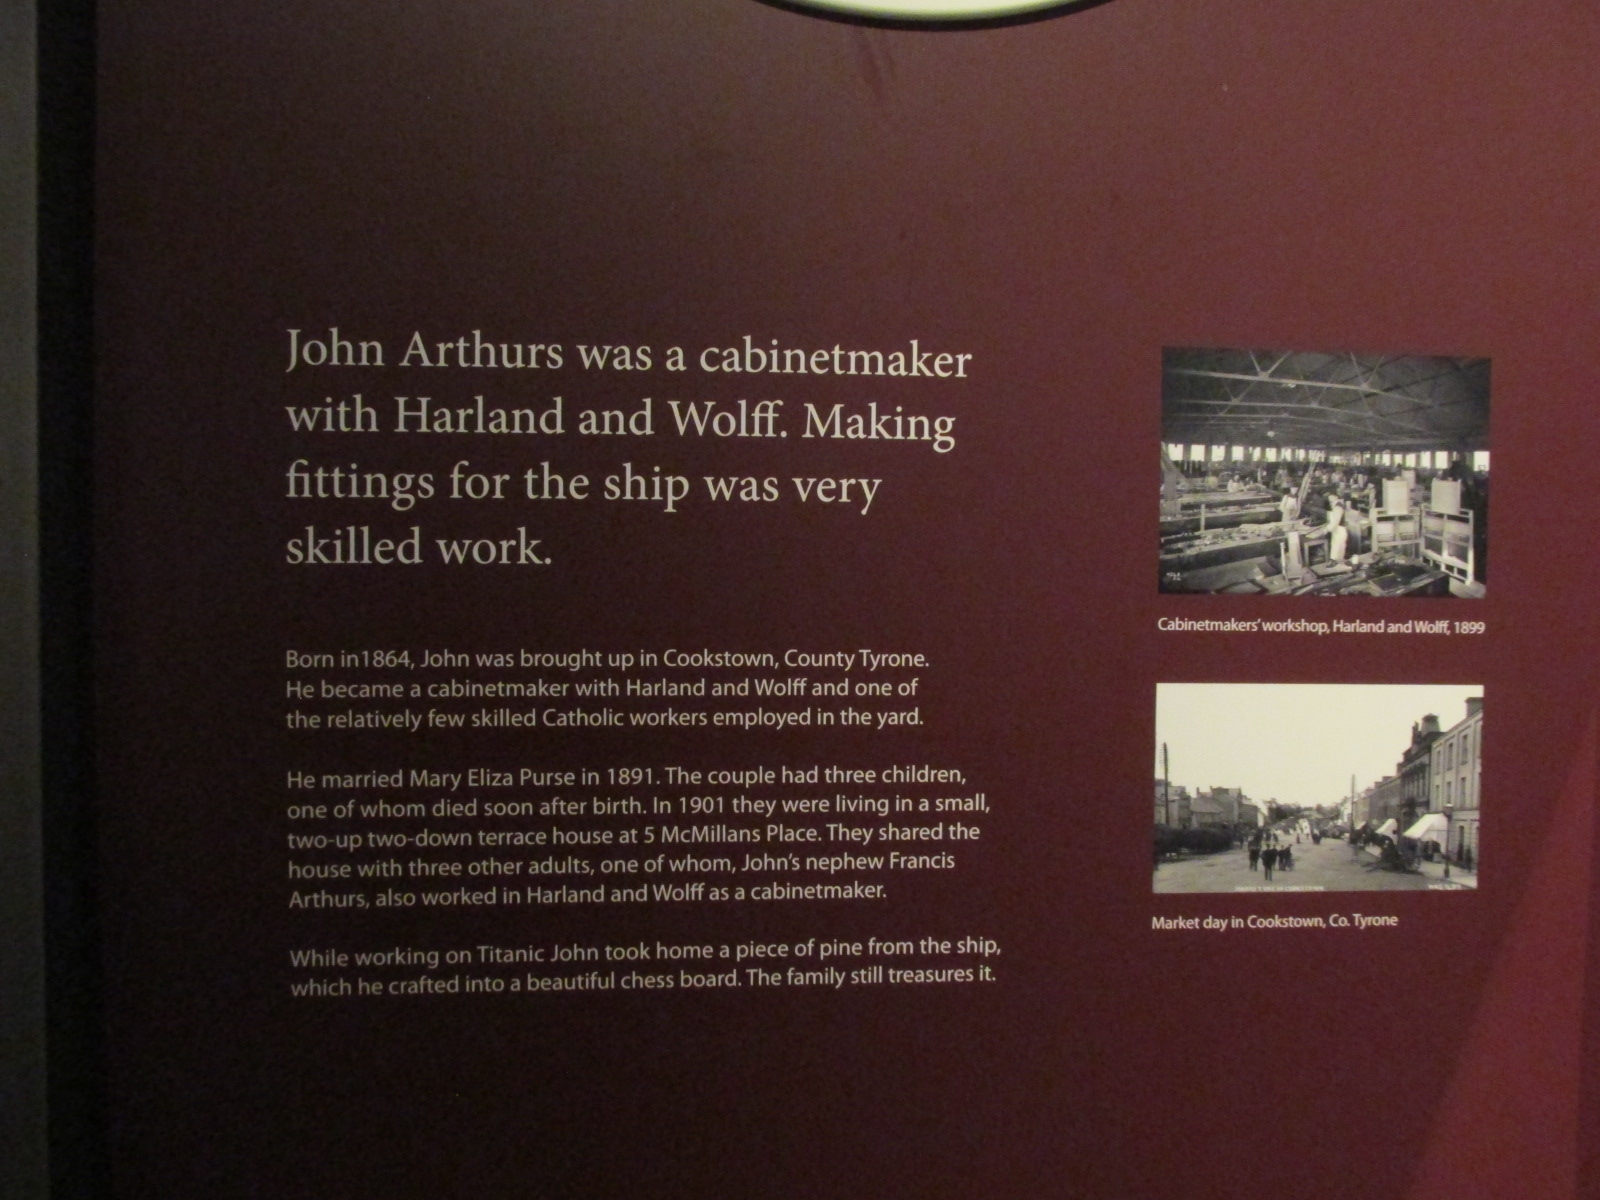 John Arthurs was a cabinetmaker
with Harland and Wolff. Making
fittings for the ship was very
skilled work.
Born in1864, John was brought up in Cookstown, County Tyrone.
He became a cabinetmaker with Harland and Wolff and one of
the relatively few skilled Catholic workers employed in the yard.
He married Mary Eliza Purse in 1891. The couple had three children,
one of whom died soon after birth. In 1901 they were living in a small,
two-up two-down terrace house at 5 McMillans Place. They shared the
house with three other adults, one of whom, John's nephew Francis
Arthurs, also worked in Harland and Wolff as a cabinetmaker.
While working on Titanic John took home a piece of pine from the ship,
which he crafted into a beautiful chess board. The family still treasures it.
Cabinetmakers' workshop, Harland and Wolff, 1899
Market day in Cookstown, Co. Tyrone